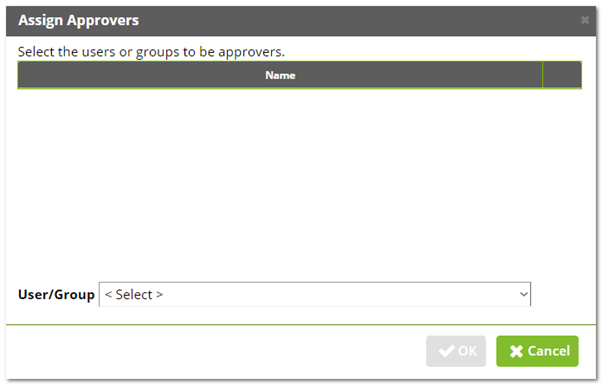 Assign Approvers
Select the users or groups to be approvers.
Name
User/Group < Select >
OK Cancel